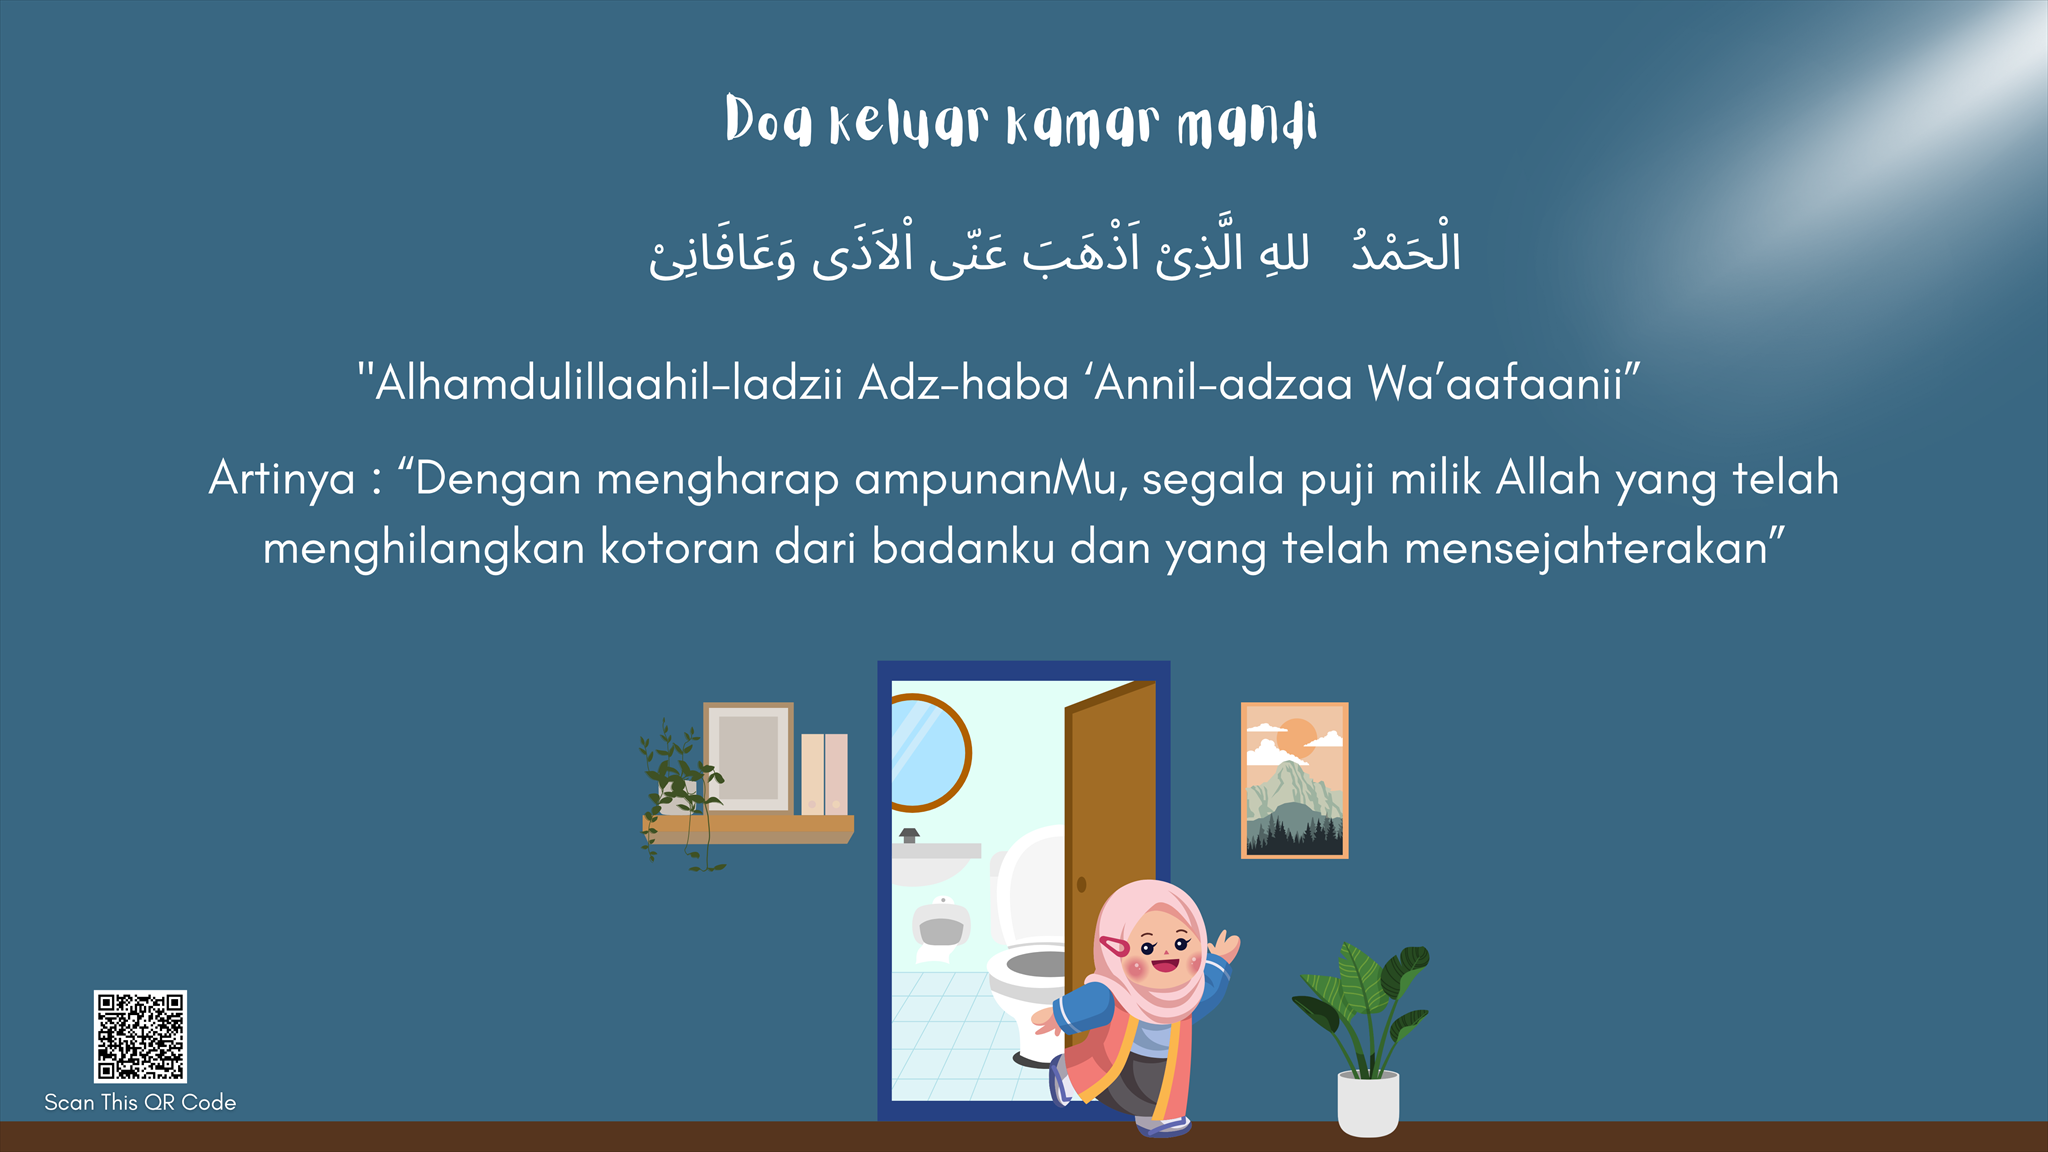 Doa keluar kamar mandi
الْحَمْدُ للهِ الَّذِىْ اَذْهَبَ عَنّى اْلاَذَى وَعَافَانِىْ
"Alhamdulillaahil-ladzii Adz-haba ‘Annil-adzaa Wa’aafaanii”
Artinya : “Dengan mengharap ampunanMu, segala puji milik Allah yang telah
menghilangkan kotoran dari badanku dan yang telah mensejahterakan”
Scan This QR Code